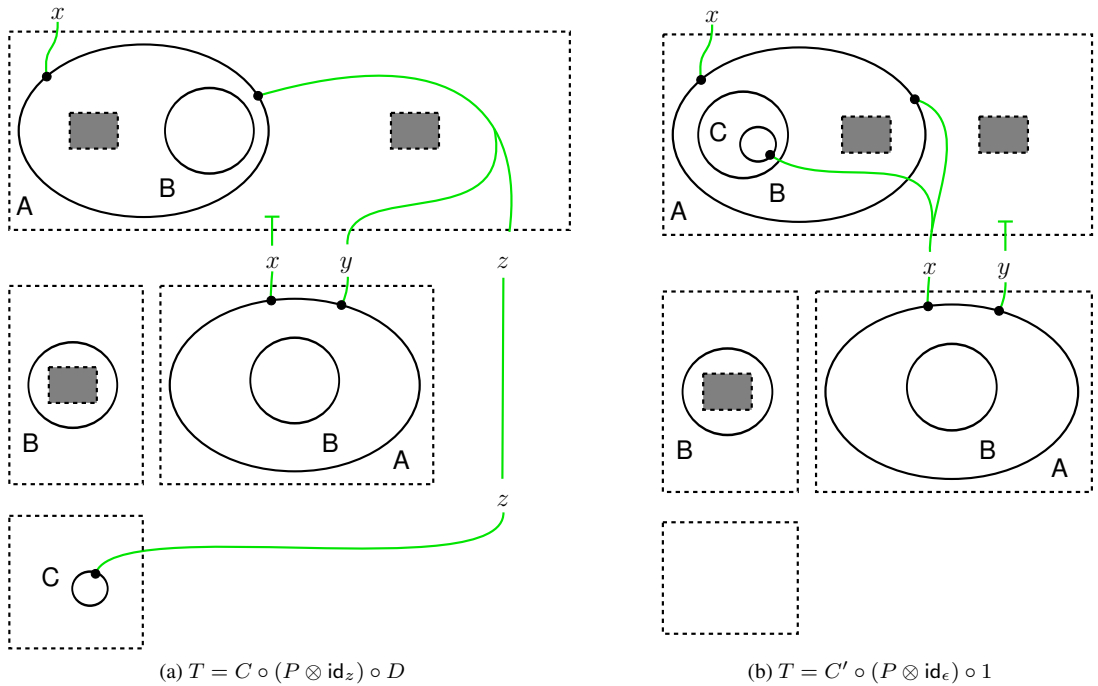 x
x
C
B
A
B
A
x
y
z
x
y
B
B
A
B
B
A
z
C
(a) T = C ∘ (P ⊗ id_z) ∘ D
(b) T = C′ ∘ (P ⊗ id_ϵ) ∘ 1